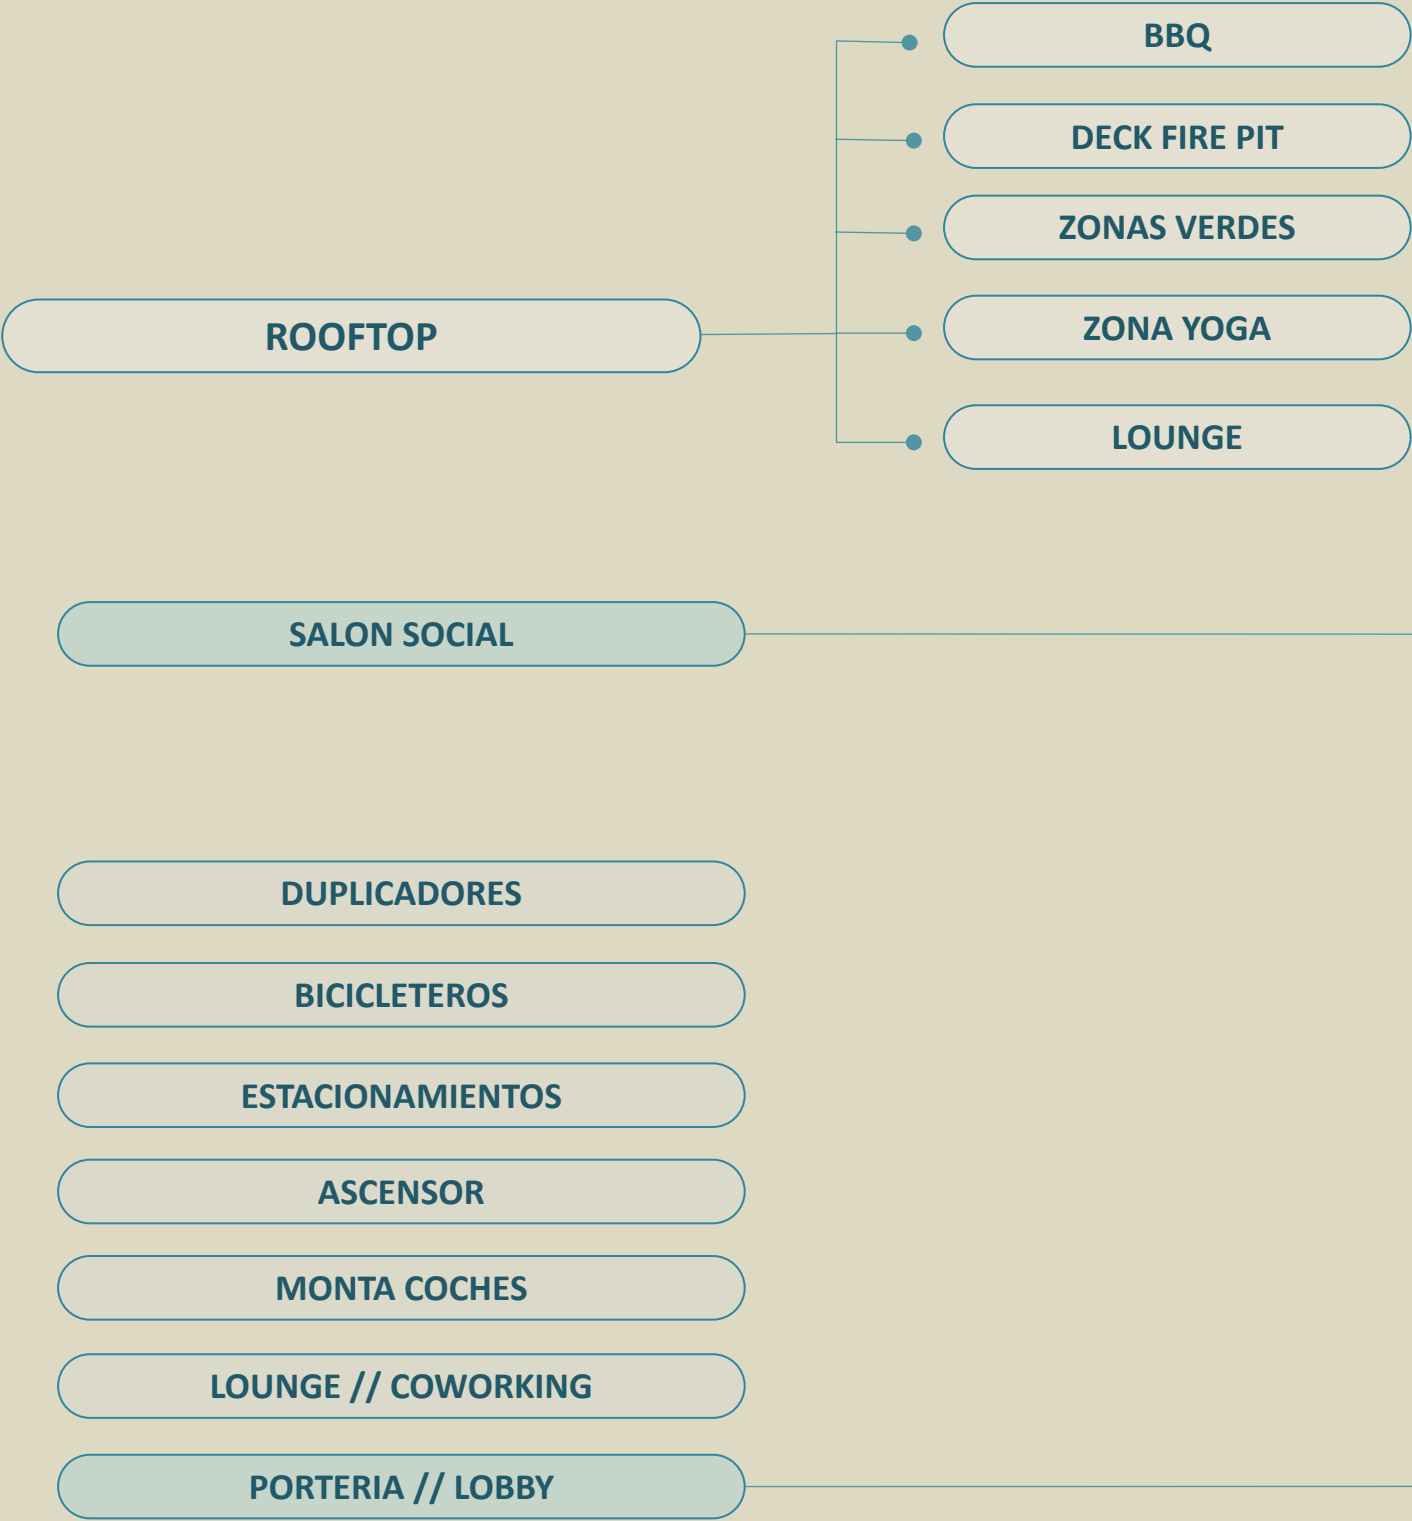 BBQ
DECK FIRE PIT
ZONAS VERDES
ROOFTOP
ZONA YOGA
LOUNGE
SALON SOCIAL
DUPLICADORES
BICICLETEROS
ESTACIONAMIENTOS
ASCENSOR
MONTA COCHES
LOUNGE // COWORKING
PORTERIA // LOBBY